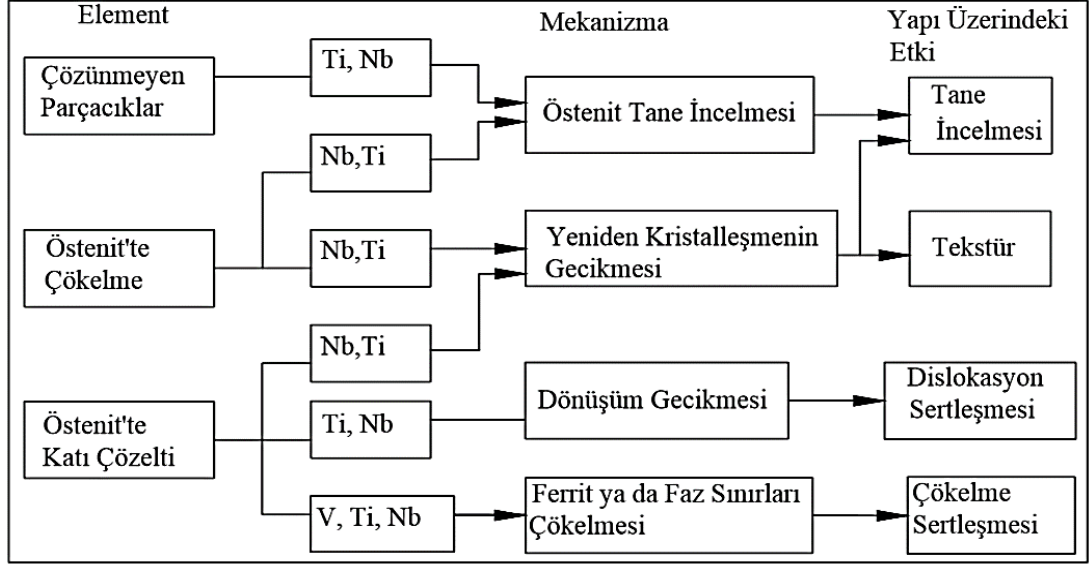 Element
Mekanizma
Yapı Üzerindeki
Etki
Çözünmeyen
Parçacıklar
Ti, Nb
Östenit Tane İncelmesi
Tane
İncelmesi
Nb,Ti
Östenit'te
Çökelme
Nb,Ti
Yeniden Kristalleşmenin
Gecikmesi
Tekstür
Nb,Ti
Östenit'te
Katı Çözelti
Ti, Nb
Dönüşüm Gecikmesi
Dislokasyon
Sertleşmesi
V, Ti, Nb
Ferrit ya da Faz Sınırları
Çökelmesi
Çökelme
Sertleşmesi